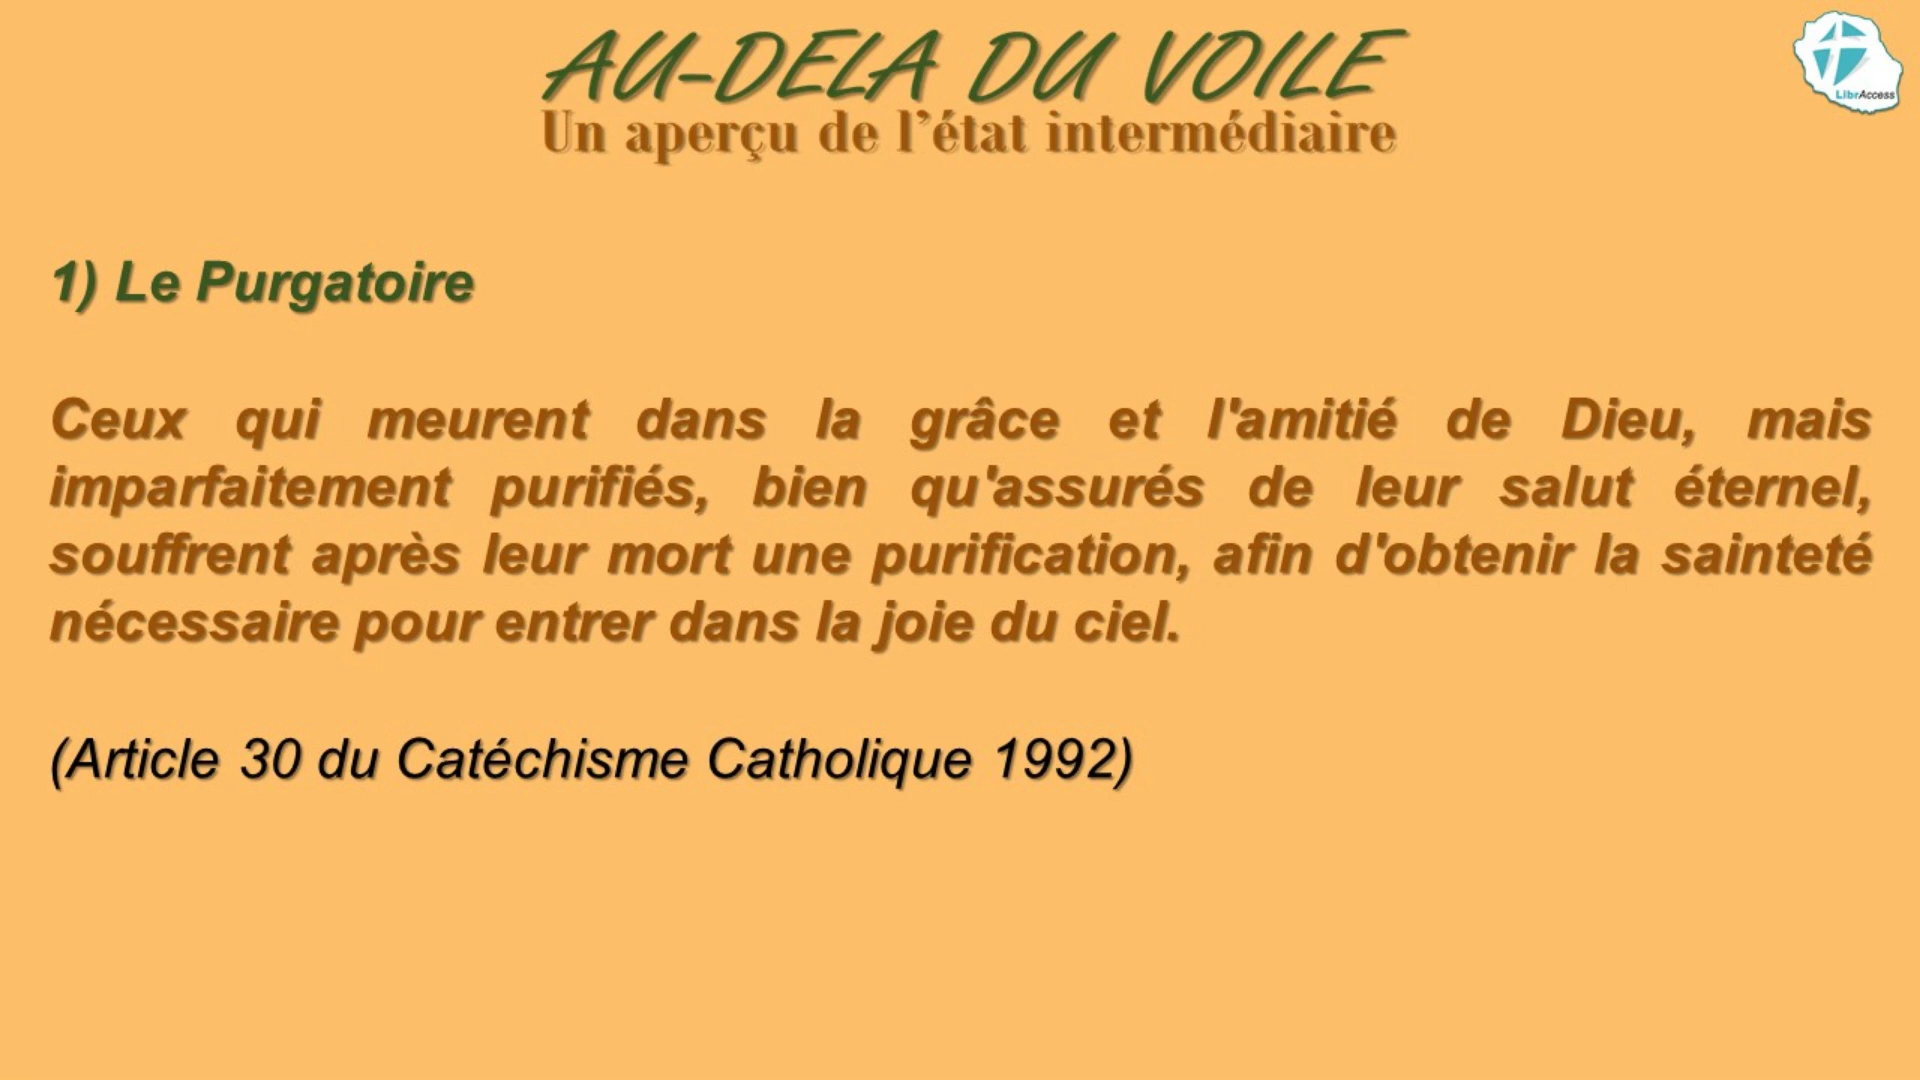 AU-DELA DU VOILE
LibrAccess
Un aperçu de l’état intermédiaire
1) Le Purgatoire
Ceux qui meurent dans la grâce et l'amitié de Dieu, mais
imparfaitement purifiés, bien qu'assurés de leur salut éternel,
souffrent après leur mort une purification, afin d'obtenir la sainteté
nécessaire pour entrer dans la joie du ciel.
(Article 30 du Catéchisme Catholique 1992)